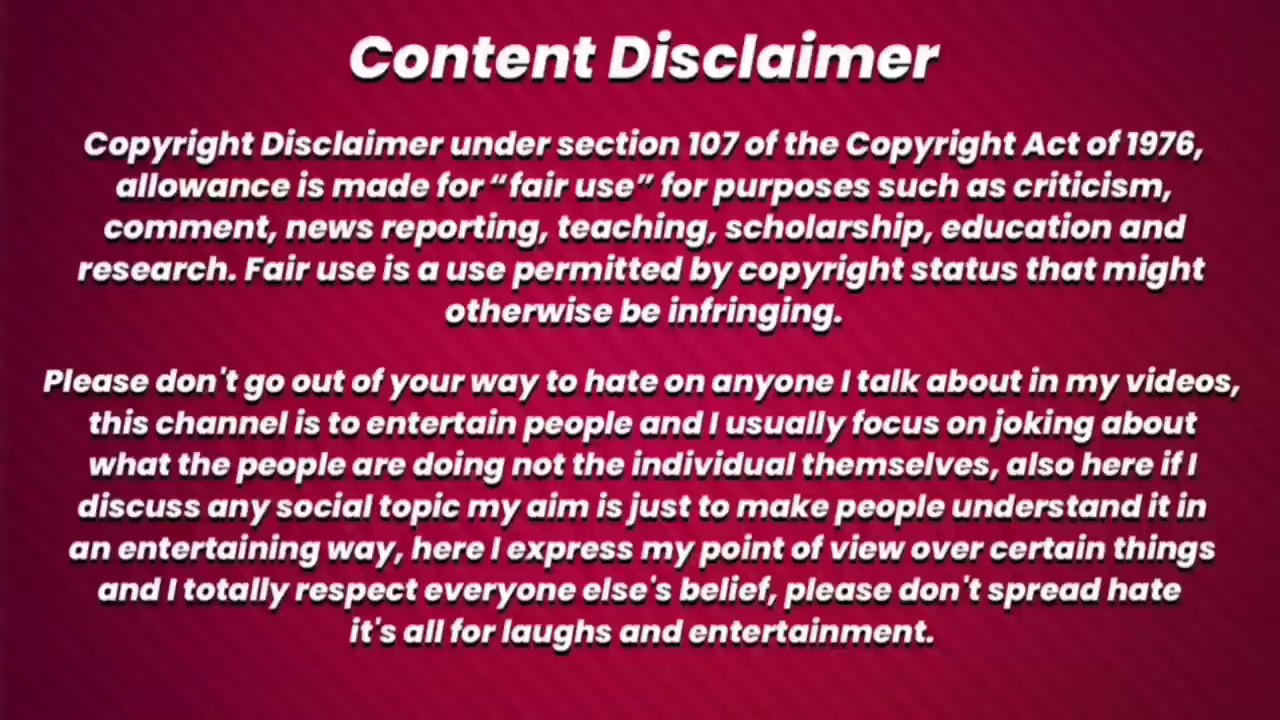 Content Disclaimer
Copyright Disclaimer under section 107 of the Copyright Act of 1976,
allowance is made for “fair use” for purposes such as criticism,
comment, news reporting, teaching, scholarship, education and
research. Fair use is a use permitted by copyright status that might
otherwise be infringing.
Please don't go out of your way to hate on anyone I talk about in my videos,
this channel is to entertain people and I usually focus on joking about
what the people are doing not the individual themselves, also here if I
discuss any social topic my aim is just to make people understand it in
an entertaining way, here I express my point of view over certain things
and I totally respect everyone else's belief, please don't spread hate
it's all for laughs and entertainment.